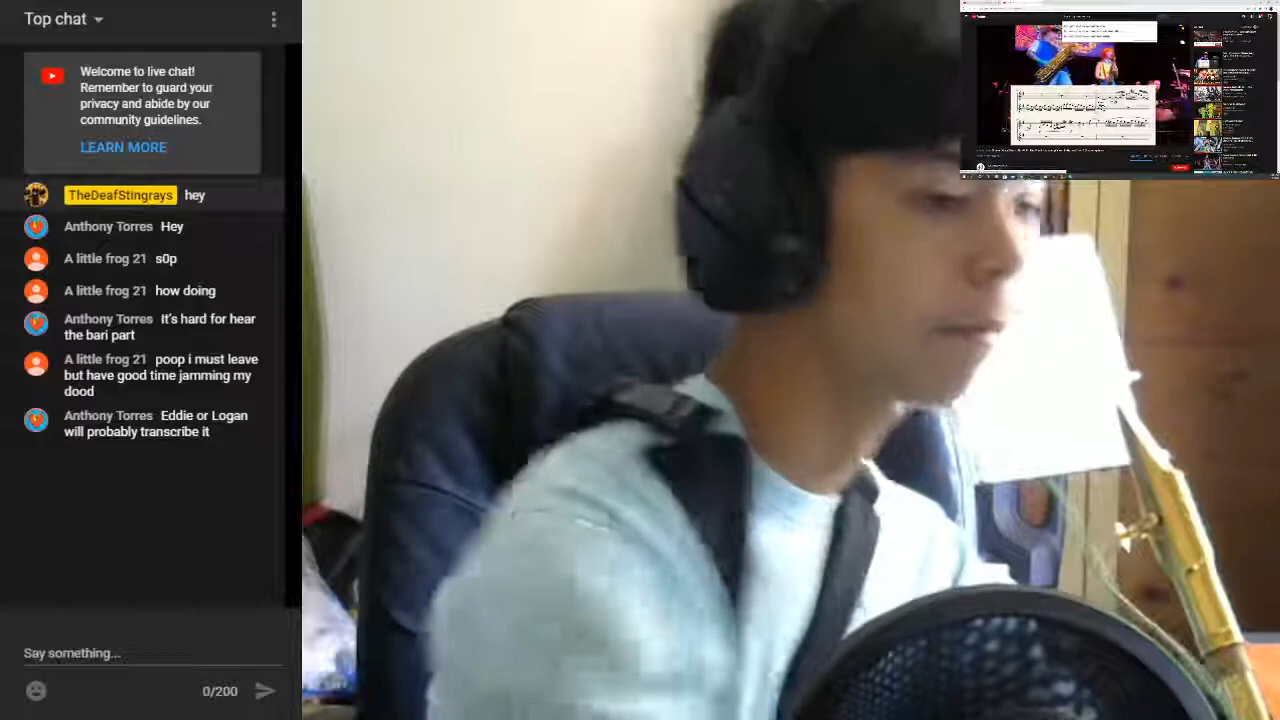 Top chat
Welcome to live chat!
Remember to guard your
privacy and abide by our
community guidelines.
LEARN MORE
TheDeafStingrays hey
Anthony Torres Hey
A little frog 21 s0p
A little frog 21 how doing
Anthony Torres It's hard for hear
the bari part
A little frog 21 poop i must leave
but have good time jamming my
dood
Anthony Torres Eddie or Logan
will probably transcribe it
Say something...
0/200